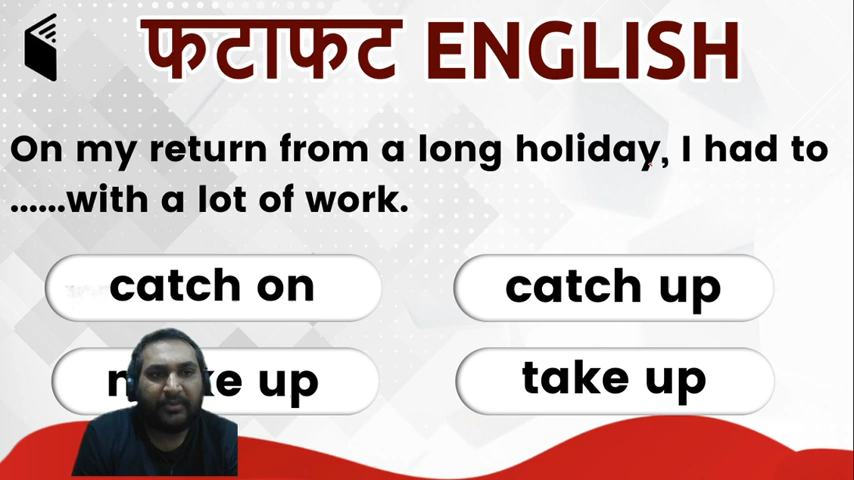 फटाफट ENGLISH
On my return from a long holiday, I had to
......with a lot of work.
catch on
catch up
up
take up